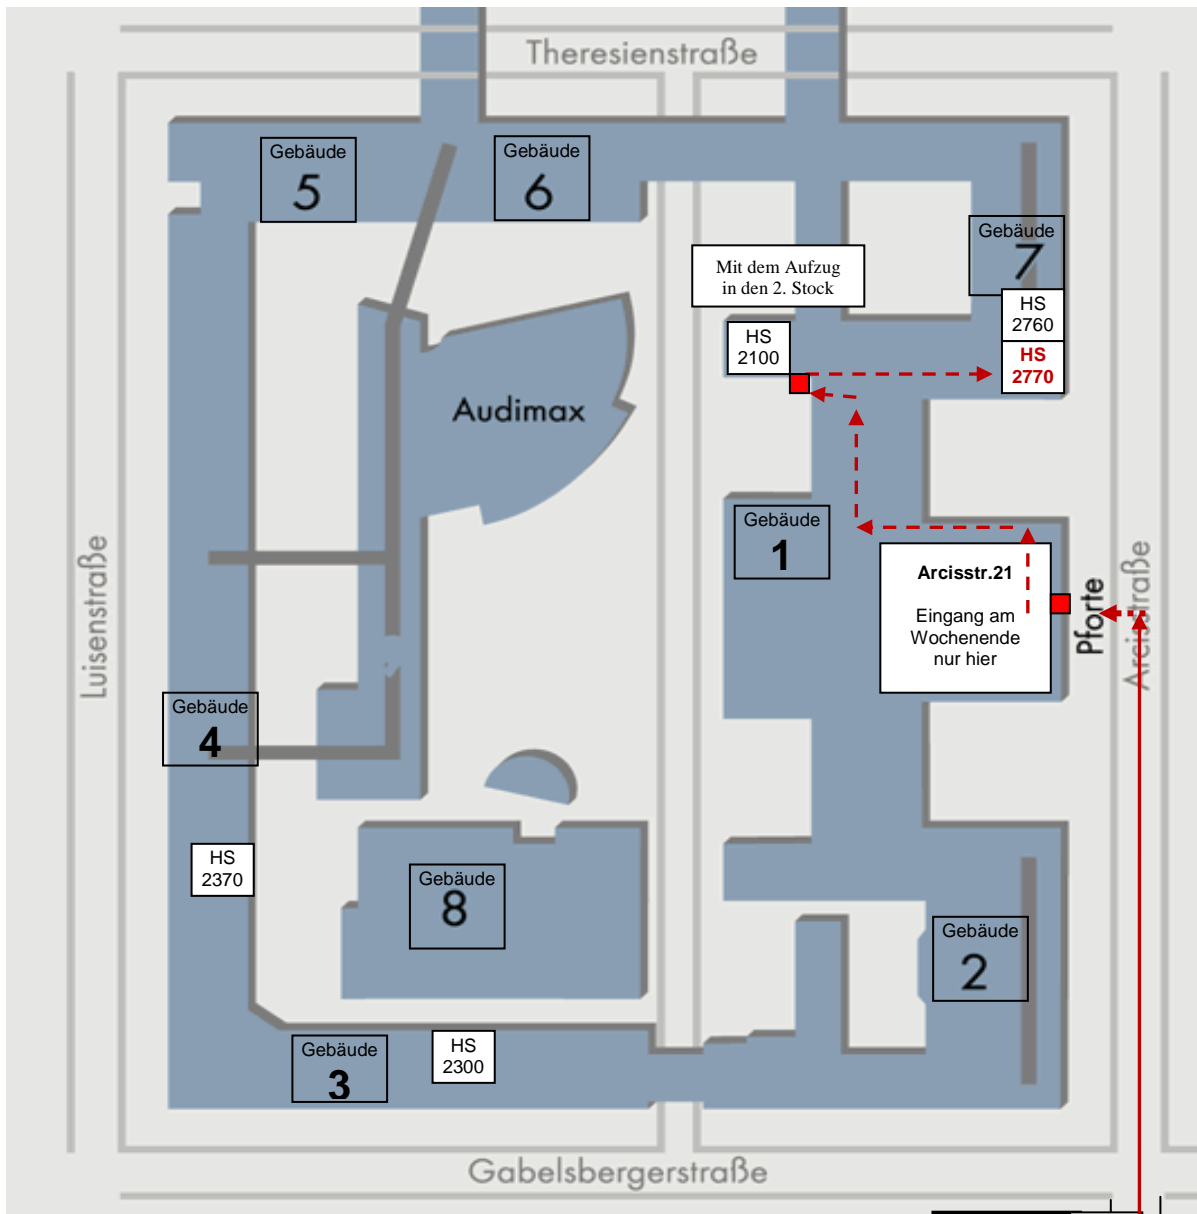 Theresienstraße
Gebäude
5
Gebäude
6
Gebäude
7
Mit dem Aufzug
in den 2. Stock
HS
2760
HS
2100
HS
2770
Audimax
Gebäude
1
Arcisstr.21
Eingang am
Wochenende
nur hier
Pforte
Arcisstraße
Luisenstraße
Gebäude
4
HS
2370
Gebäude
8
Gebäude
2
Gebäude
3
HS
2300
Gabelsbergerstraße